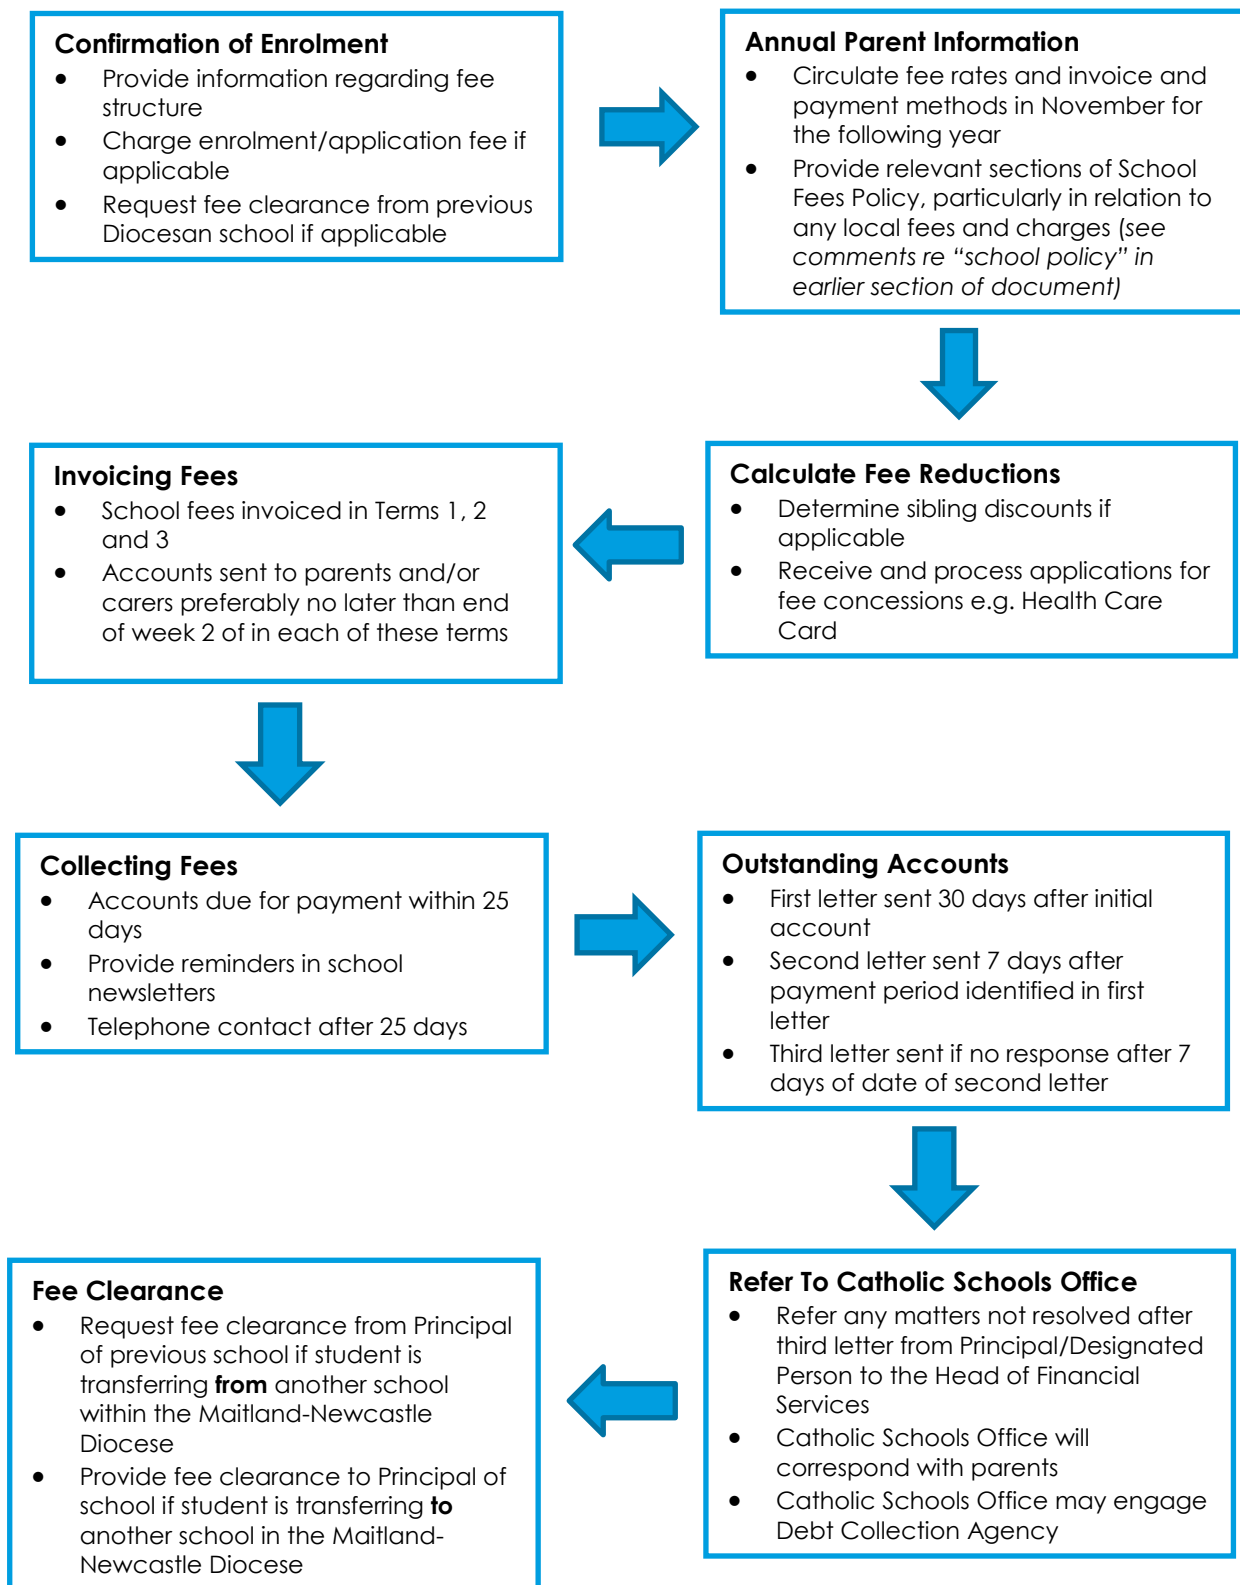 Confirmation of Enrolment
• Provide information regarding fee
structure
• Charge enrolment/application fee if
applicable
• Request fee clearance from previous
Diocesan school if applicable
Annual Parent Information
• Circulate fee rates and invoice and
payment methods in November for
the following year
• Provide relevant sections of School
Fees Policy, particularly in relation to
any local fees and charges (see
comments re “school policy” in
earlier section of document)
Calculate Fee Reductions
• Determine sibling discounts if
applicable
• Receive and process applications for
fee concessions e.g. Health Care
Card
Invoicing Fees
• School fees invoiced in Terms 1, 2
and 3
• Accounts sent to parents and/or
carers preferably no later than end
of week 2 of in each of these terms
Collecting Fees
• Accounts due for payment within 25
days
• Provide reminders in school
newsletters
• Telephone contact after 25 days
Outstanding Accounts
• First letter sent 30 days after initial
account
• Second letter sent 7 days after
payment period identified in first
letter
• Third letter sent if no response after 7
days of date of second letter
Refer To Catholic Schools Office
• Refer any matters not resolved after
third letter from Principal/Designated
Person to the Head of Financial
Services
• Catholic Schools Office will
correspond with parents
• Catholic Schools Office may engage
Debt Collection Agency
Fee Clearance
• Request fee clearance from Principal
of previous school if student is
transferring from another school
within the Maitland-Newcastle
Diocese
• Provide fee clearance to Principal of
school if student is transferring to
another school in the Maitland-
Newcastle Diocese